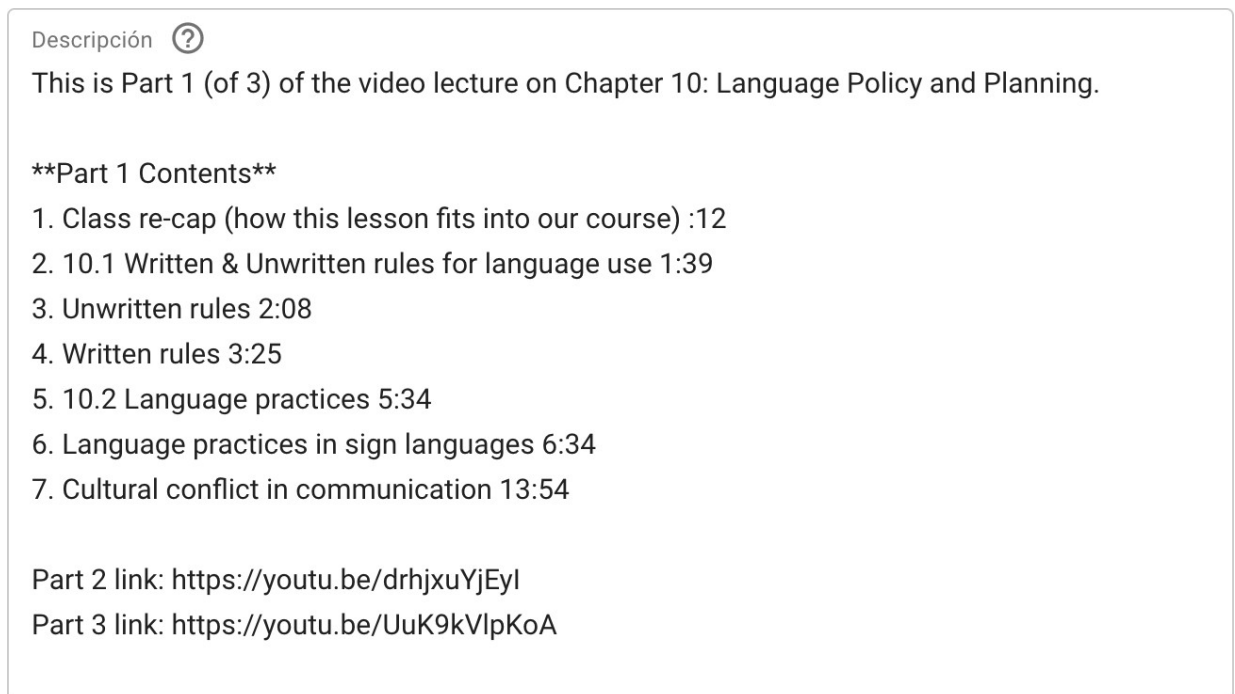 Descripción ?
This is Part 1 (of 3) of the video lecture on Chapter 10: Language Policy and Planning.
**Part 1 Contents**
1. Class re-cap (how this lesson fits into our course) :12
2. 10.1 Written & Unwritten rules for language use 1:39
3. Unwritten rules 2:08
4. Written rules 3:25
5. 10.2 Language practices 5:34
6. Language practices in sign languages 6:34
7. Cultural conflict in communication 13:54
Part 2 link: https://youtu.be/drhjxuYjEyI
Part 3 link: https://youtu.be/UuK9kVlpKoA